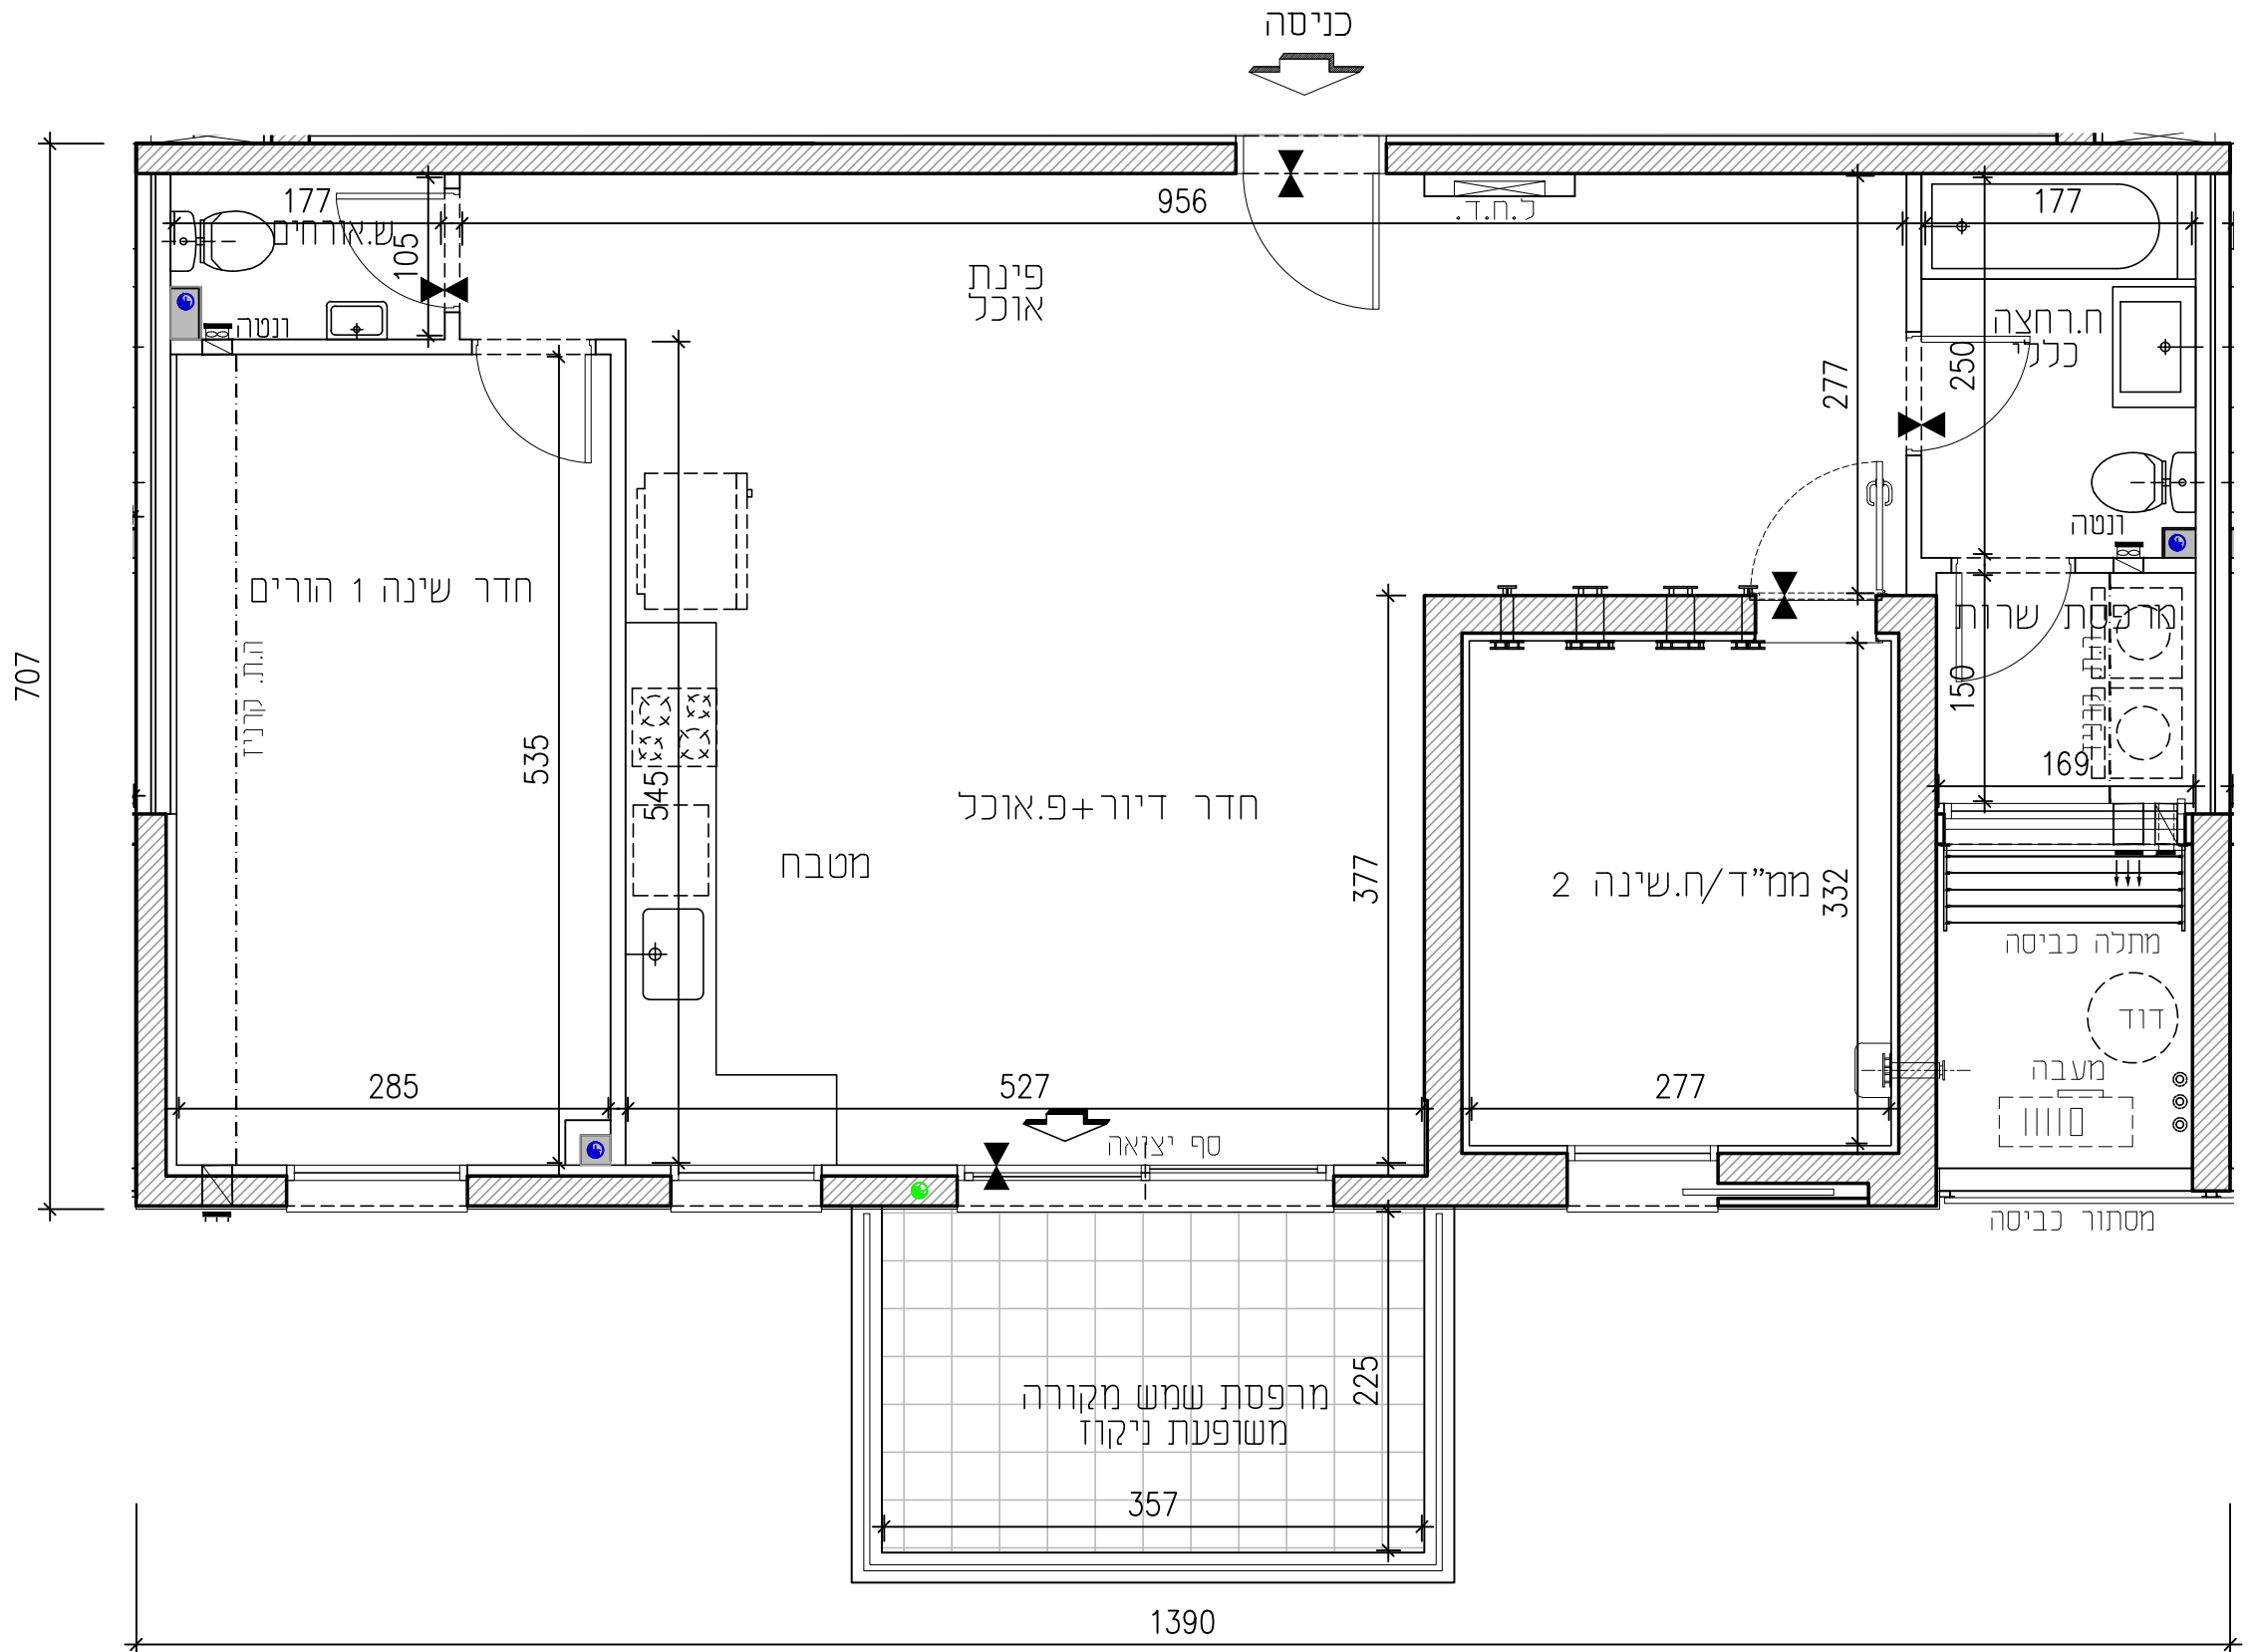 כניסה
177
956
177
ש.אורחים
ל.ח.ד.
105
פינת
אוכל
ונטה
ח.רחצה
כללי
250
277
ונטה
חדר שינה 1 הורים
מרפסת שרות
ה.ת. קרניז
ה.ת. קרניז
707
150
535
545
169
חדר דיור+פ.אוכל
מטבח
377
ממ"ד/ח.שינה 2
332
מתלה כביסה
דוד
מעבה
285
527
277
סף יציאה
מסתור כביסה
225
מרפסת שמש מקורה
משופעת ניקוז
357
1390